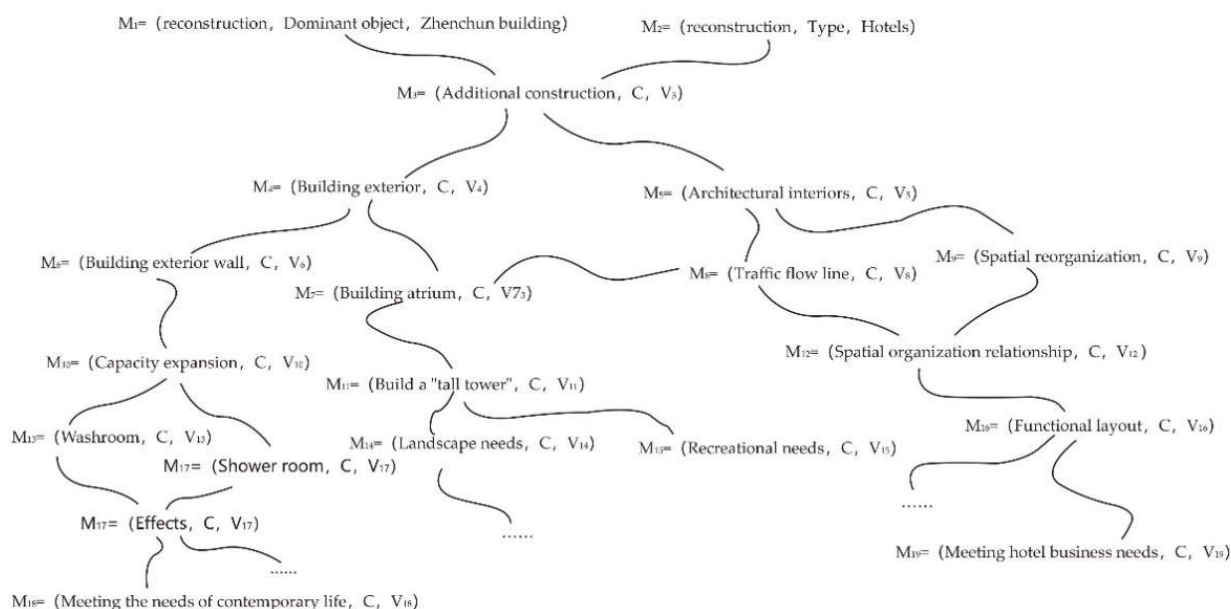 M₁= (reconstruction, Dominant object, Zhenchun building)
M₂= (reconstruction, Type, Hotels)
M₃= (Additional construction, C, V₃)
M₄= (Building exterior, C, V₄)
M₅= (Architectural interiors, C, V₅)
M₆= (Building exterior wall, C, V₆)
M₇= (Building atrium, C, V7₃)
M₈= (Traffic flow line, C, V₈)
M₉= (Spatial reorganization, C, V₉)
M₁₀= (Capacity expansion, C, V₁₀)
M₁₁= (Build a "tall tower", C, V₁₁)
M₁₂= (Spatial organization relationship, C, V₁₂)
M₁₃= (Washroom, C, V₁₃)
M₁₇= (Shower room, C, V₁₇)
M₁₄= (Landscape needs, C, V₁₄)
M₁₅= (Recreational needs, C, V₁₅)
M₁₆= (Functional layout, C, V₁₆)
M₁₇= (Effects, C, V₁₇)
......
......
......
M₁₈= (Meeting the needs of contemporary life, C, V₁₈)
M₁₉= (Meeting hotel business needs, C, V₁₉)